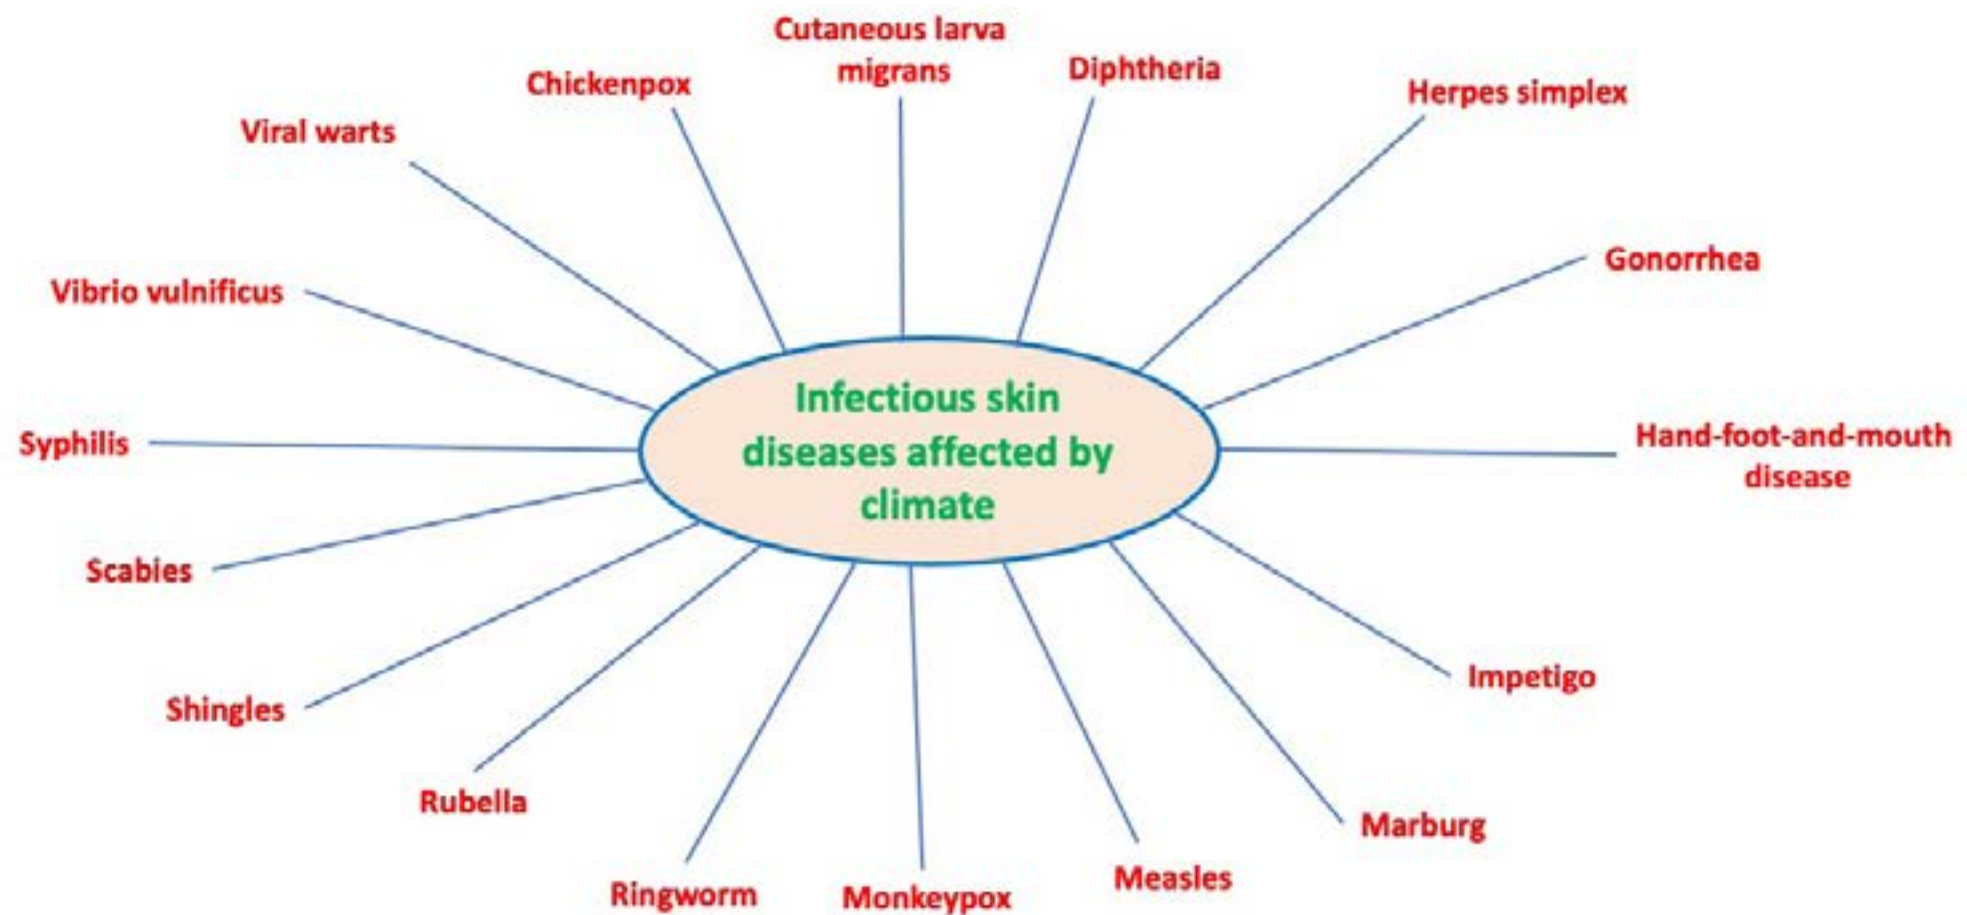 Cutaneous larva
migrans
Diphtheria
Chickenpox
Herpes simplex
Viral warts
Gonorrhea
Vibrio vulnificus
Infectious skin
diseases affected by
climate
Syphilis
Hand-foot-and-mouth
disease
Scabies
Impetigo
Shingles
Rubella
Marburg
Measles
Ringworm
Monkeypox